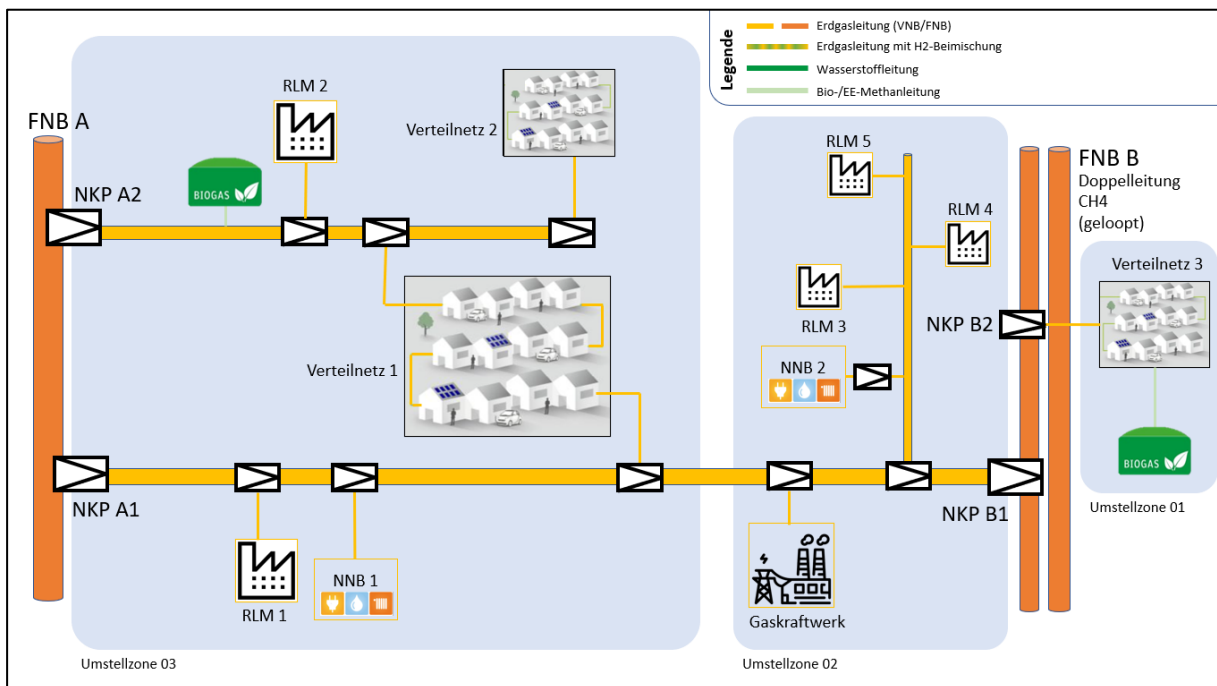 Legende
Erdgasleitung (VNB/FNB)
Erdgasleitung mit H2-Beimischung
Wasserstoffleitung
Bio-/EE-Methanleitung
FNB A
NKP A2
BIOGAS
RLM 2
Verteilnetz 2
Verteilnetz 1
NKP A1
RLM 1
NNB 1
Umstellzone 03
RLM 5
RLM 4
RLM 3
NNB 2
NKP B2
NKP B1
Gaskraftwerk
Umstellzone 02
FNB B
Doppelleitung
CH4
(geloopt)
Verteilnetz 3
BIOGAS
Umstellzone 01